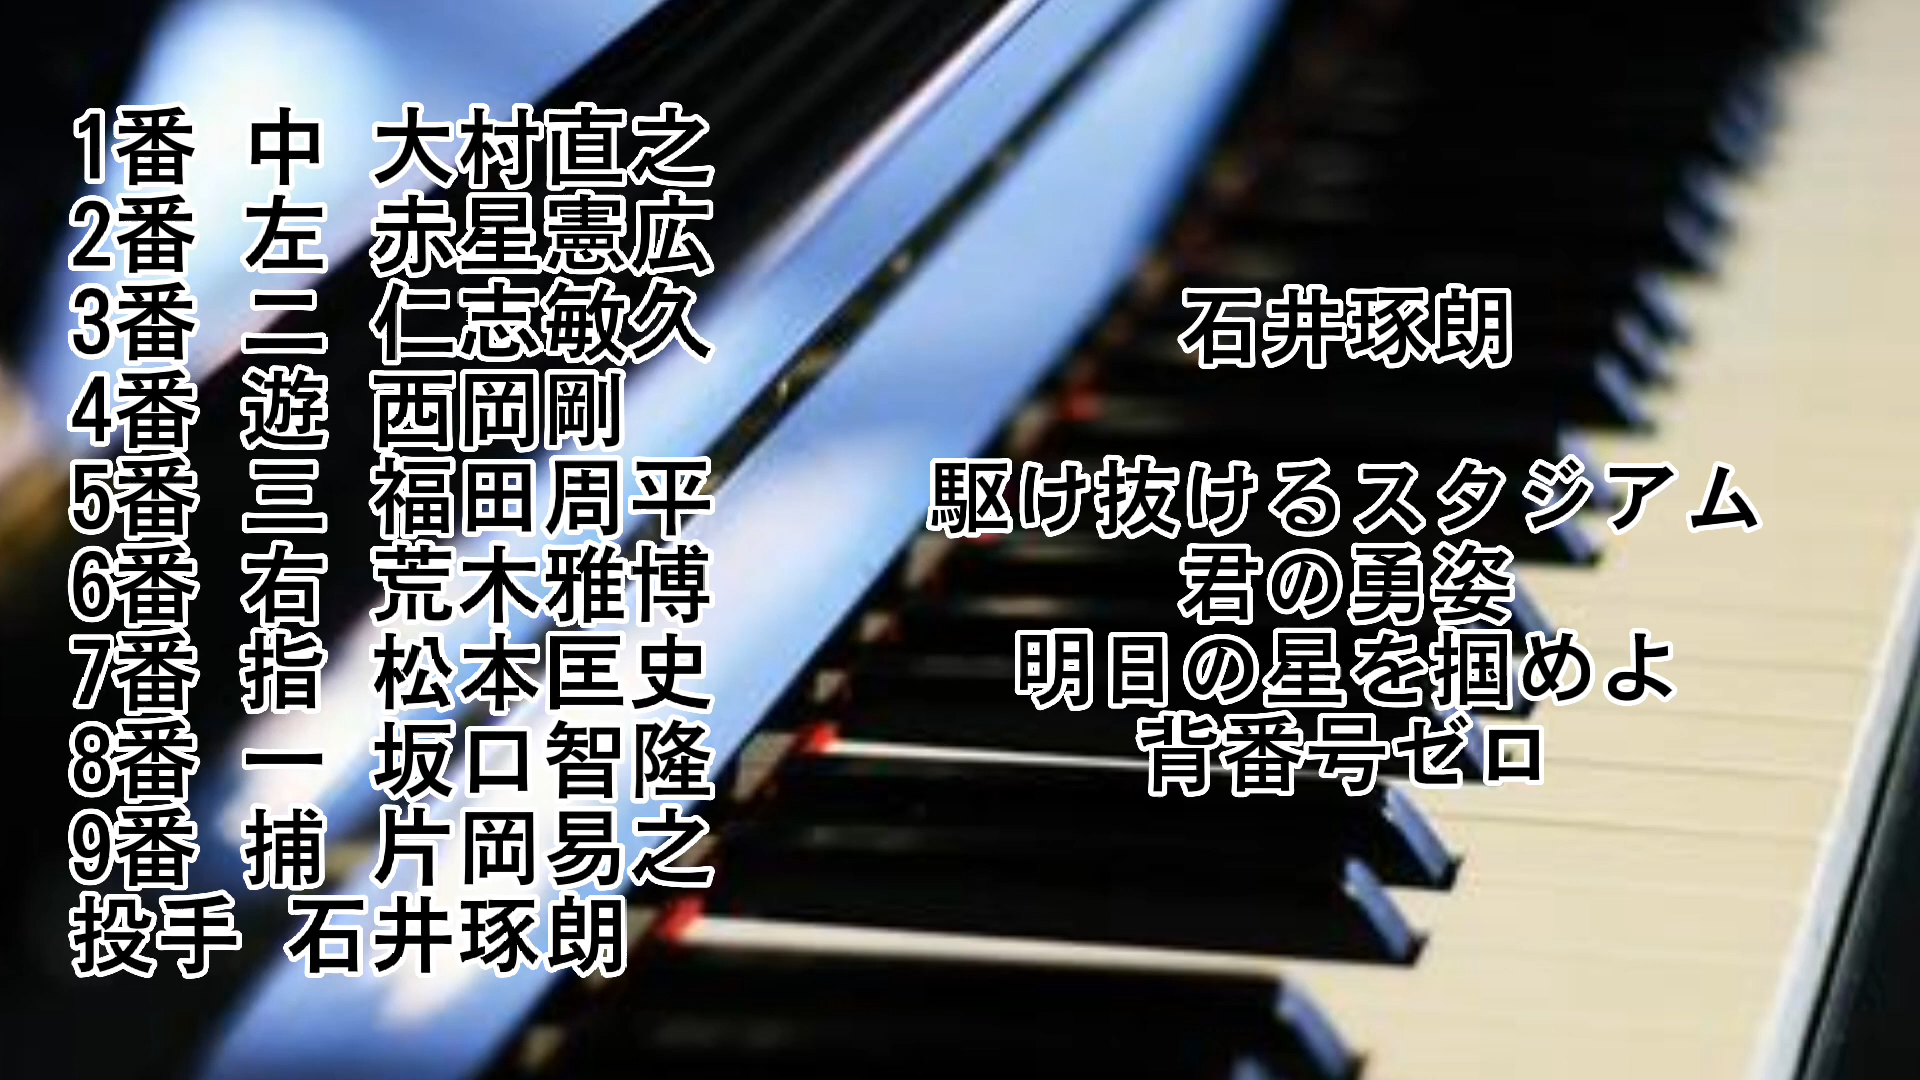 1番 中 大村直之
2番 左 赤星憲広
3番 二 仁志敏久
4番 遊 西岡剛
5番 三 福田周平
6番 右 荒木雅博
7番 指 松本匡史
8番 一 坂口智隆
9番 捕 片岡易之
投手 石井琢朗
石井琢朗
駆け抜けるスタジアム
君の勇姿
明日の星を掴めよ
背番号ゼロ